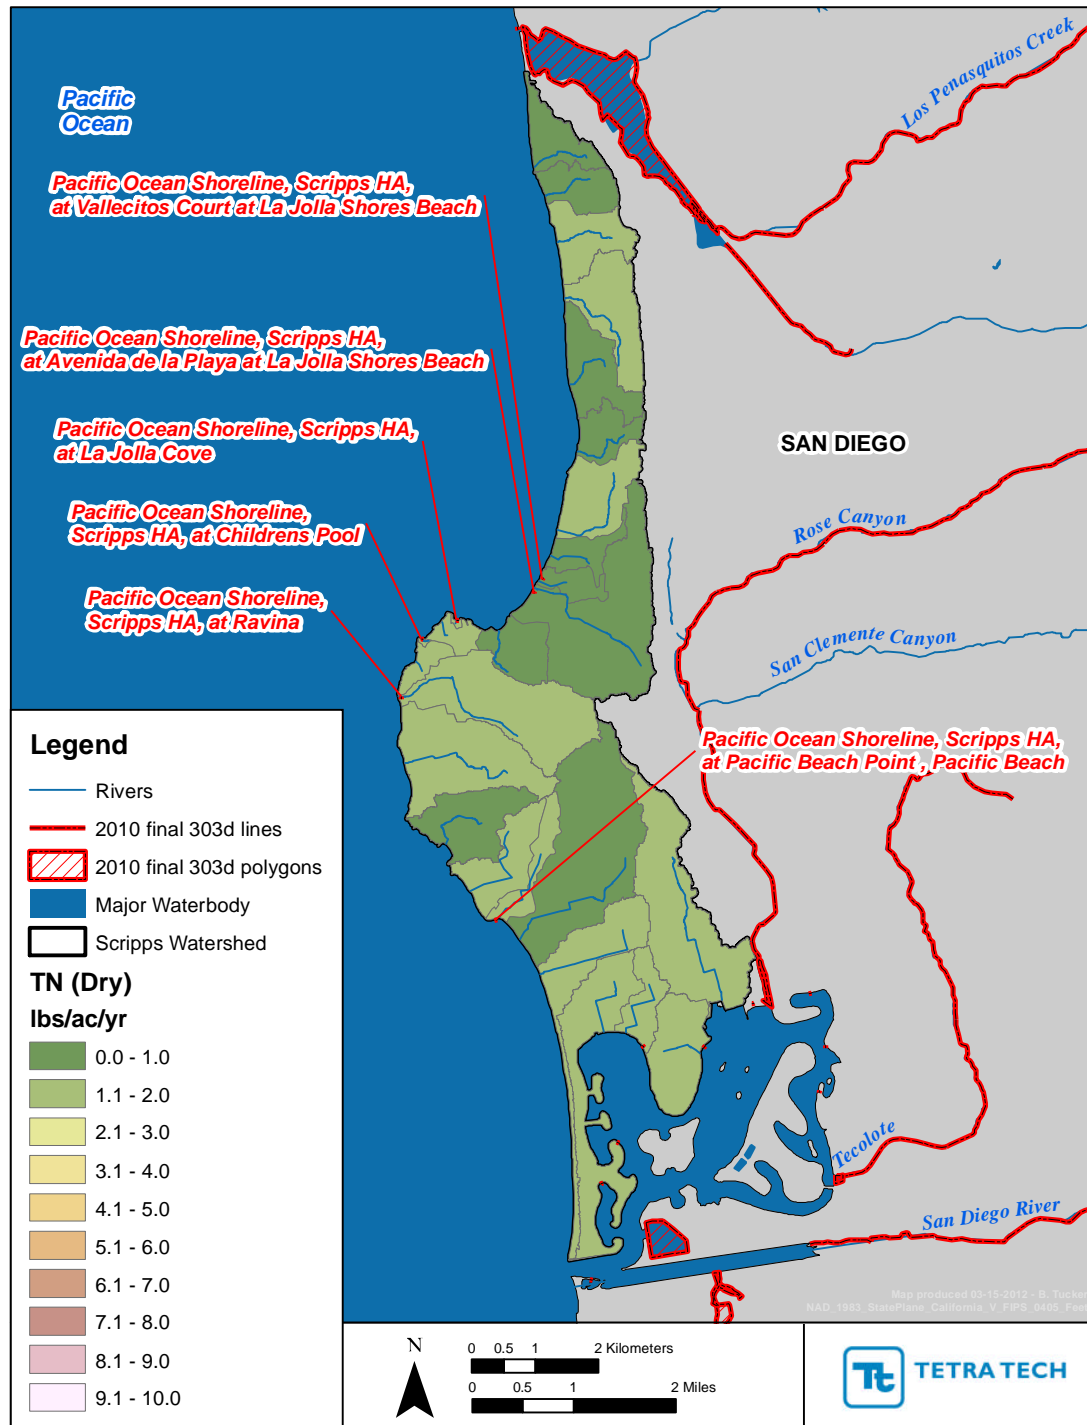 Pacific
Ocean
Los Penasquitos Creek
Pacific Ocean Shoreline, Scripps HA,
at Vallecitos Court at La Jolla Shores Beach
Pacific Ocean Shoreline, Scripps HA,
at Avenida de la Playa at La Jolla Shores Beach
Pacific Ocean Shoreline, Scripps HA,
at La Jolla Cove
SAN DIEGO
Pacific Ocean Shoreline,
Scripps HA, at Childrens Pool
Rose Canyon
Pacific Ocean Shoreline,
Scripps HA, at Ravina
San Clemente Canyon
Pacific Ocean Shoreline, Scripps HA,
at Pacific Beach Point , Pacific Beach
Tecolote
San Diego River
Legend
Rivers
2010 final 303d lines
2010 final 303d polygons
Major Waterbody
Scripps Watershed
TN (Dry)
lbs/ac/yr
0.0 - 1.0
1.1 - 2.0
2.1 - 3.0
3.1 - 4.0
4.1 - 5.0
5.1 - 6.0
6.1 - 7.0
7.1 - 8.0
8.1 - 9.0
9.1 - 10.0
Map produced 03-15-2012 - B. Tucker
NAD_1983_StatePlane_California_V_FIPS_0405_Feet
N
0 0.5 1 2 Kilometers
0 0.5 1 2 Miles
Tt
TETRA TECH